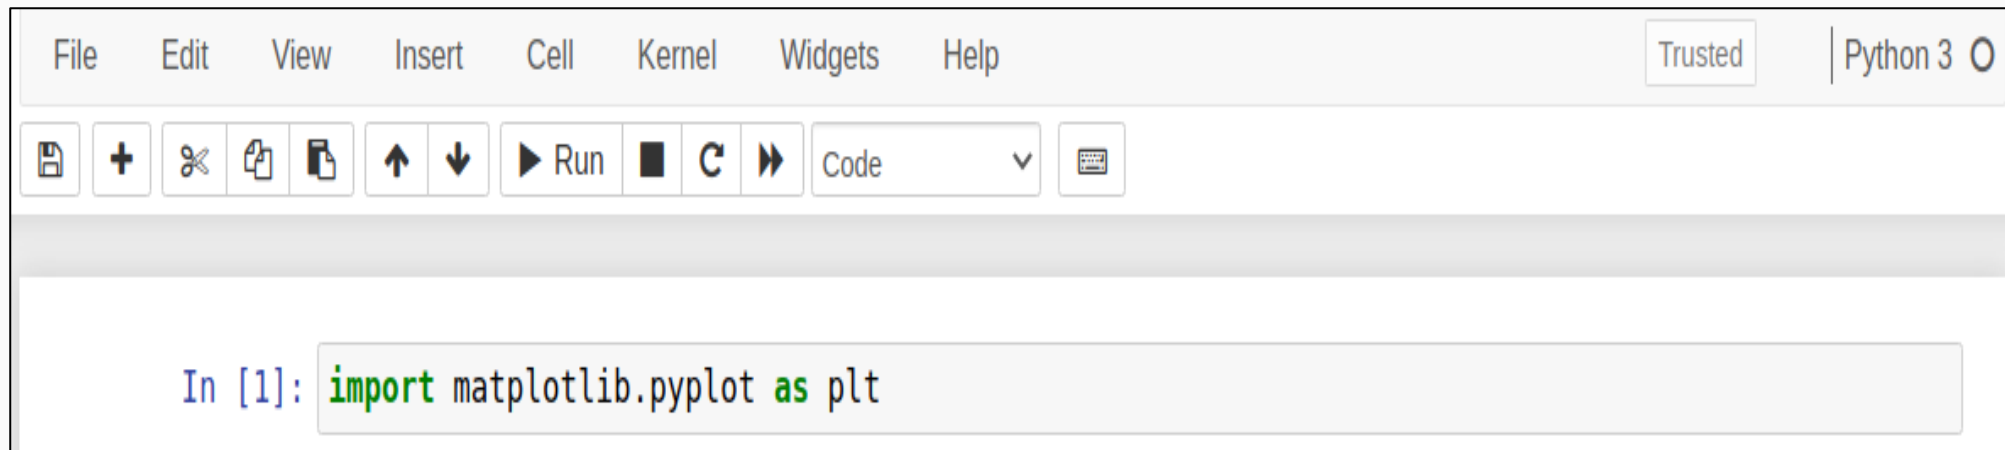 File Edit View Insert Cell Kernel Widgets Help Trusted Python 3
Run Code
In [1]: import matplotlib.pyplot as plt